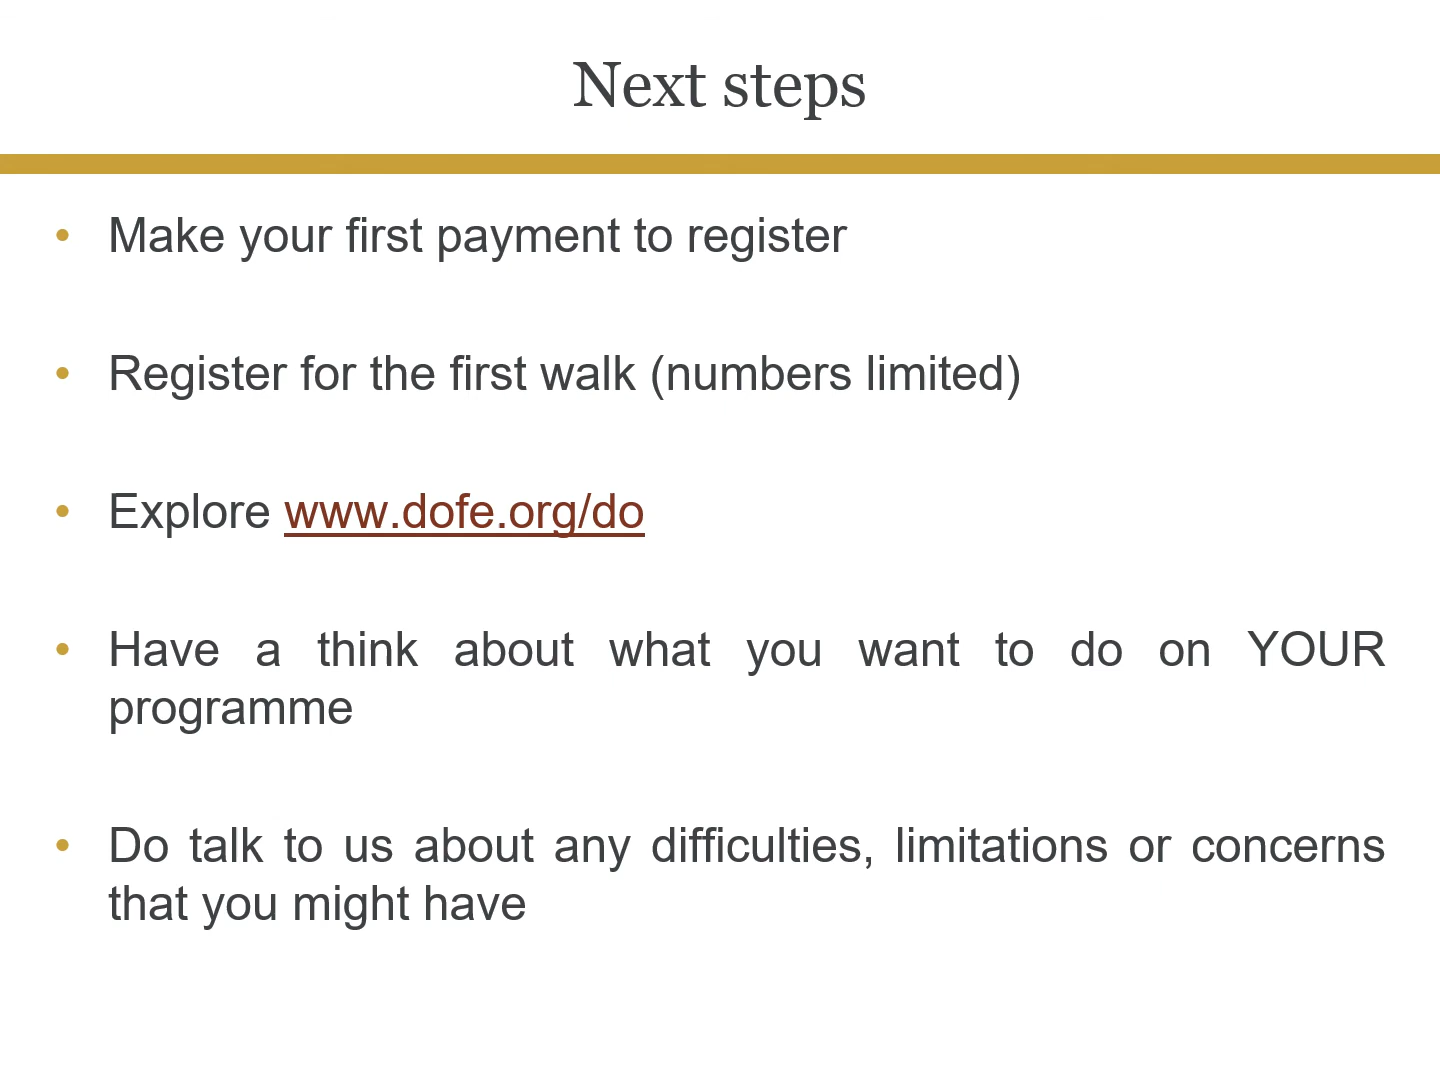 Next steps
• Make your first payment to register
• Register for the first walk (numbers limited)
• Explore www.dofe.org/do
• Have a think about what you want to do on YOUR
programme
• Do talk to us about any difficulties, limitations or concerns
that you might have